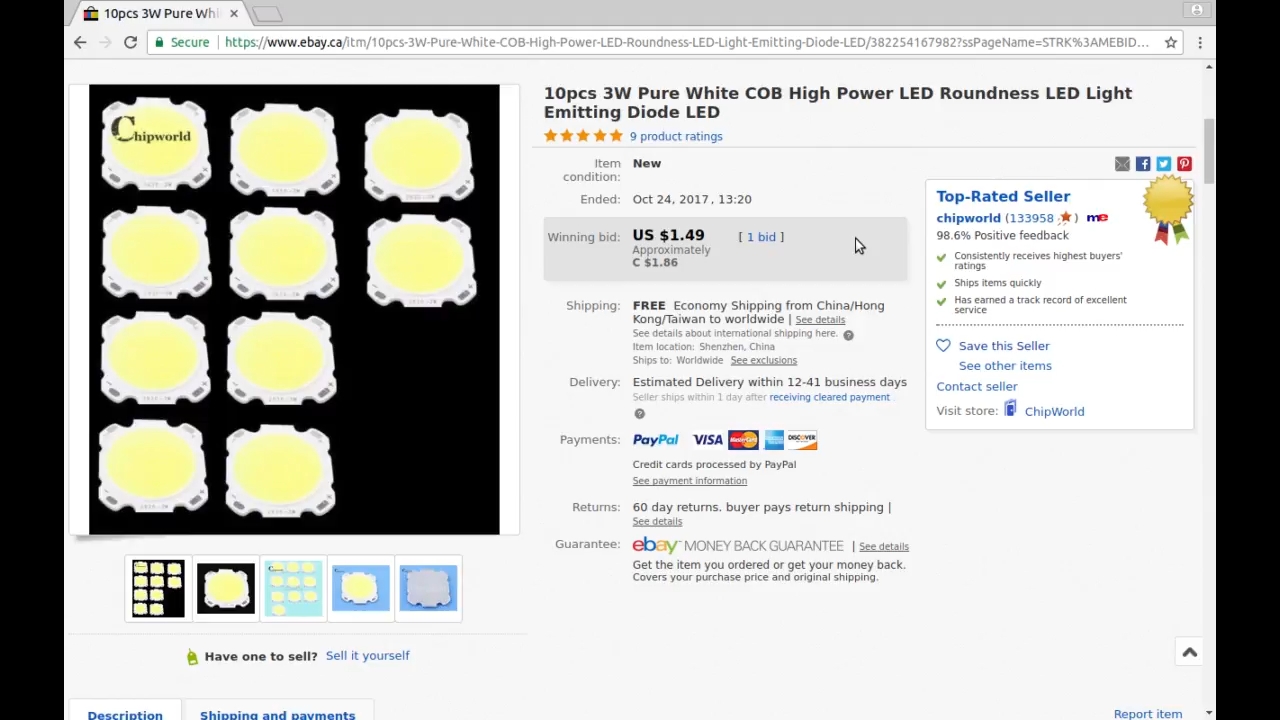 10pcs 3W Pure Whi
Secure
https://www.ebay.ca/itm/10pcs-3W-Pure-White-COB-High-Power-LED-Roundness-LED-Light-Emitting-Diode-LED/382254167982?ssPageName=STRK%3AMEBID...
Chipworld
10pcs 3W Pure White COB High Power LED Roundness LED Light
Emitting Diode LED
9 product ratings
Item condition: New
Ended: Oct 24, 2017 , 13:20
Winning bid: US $1.49 [ 1 bid ]
Approximately
C $1.86
Shipping: FREE Economy Shipping from China/Hong
Kong/Taiwan to worldwide | See details
See details about international shipping here.
Item location: Shenzhen, China
Ships to: Worldwide See exclusions
Delivery: Estimated Delivery within 12-41 business days
Seller ships within 1 day after receiving cleared payment
Payments: PayPal VISA MasterCard DISCOVER
Credit cards processed by PayPal
See payment information
Returns: 60 day returns. buyer pays return shipping |
See details
Guarantee: ebay MONEY BACK GUARANTEE | See details
Get the item you ordered or get your money back.
Covers your purchase price and original shipping.
Top-Rated Seller
chipworld (133958 ) me
98.6% Positive feedback
Consistently receives highest buyers'
ratings
Ships items quickly
Has earned a track record of excellent
service
Save this Seller
See other items
Contact seller
Visit store: ChipWorld
Have one to sell? Sell it yourself
Description
Shipping and payments
Report item